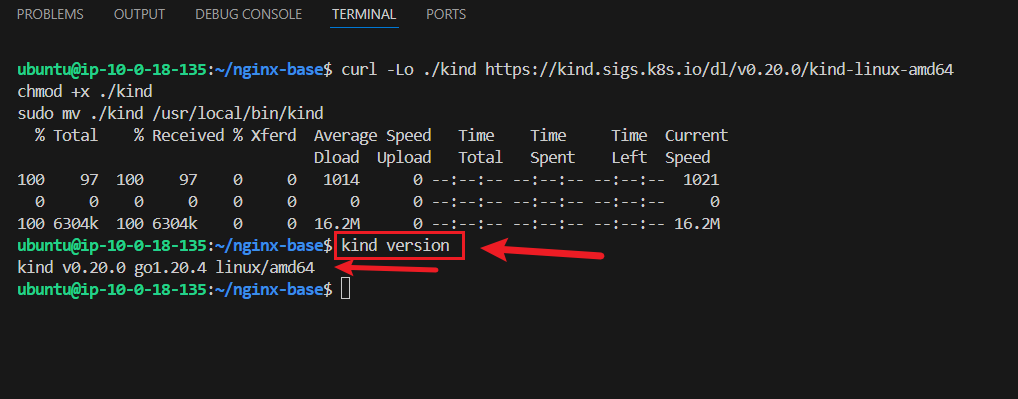 PROBLEMS OUTPUT DEBUG CONSOLE TERMINAL PORTS
ubuntu@ip-10-0-18-135:~/nginx-base$ curl -Lo ./kind https://kind.sigs.k8s.io/dl/v0.20.0/kind-linux-amd64
chmod +x ./kind
sudo mv ./kind /usr/local/bin/kind
  % Total    % Received % Xferd  Average Speed   Time    Time     Time  Current
                                 Dload  Upload   Total   Spent    Left  Speed
100    97  100    97    0     0   1014      0 --:--:-- --:--:-- --:--:--  1021
  0     0    0     0    0     0      0      0 --:--:-- --:--:-- --:--:--     0
100 6304k  100 6304k    0     0  16.2M      0 --:--:-- --:--:-- --:--:-- 16.2M
ubuntu@ip-10-0-18-135:~/nginx-base$ kind version
kind v0.20.0 go1.20.4 linux/amd64
ubuntu@ip-10-0-18-135:~/nginx-base$